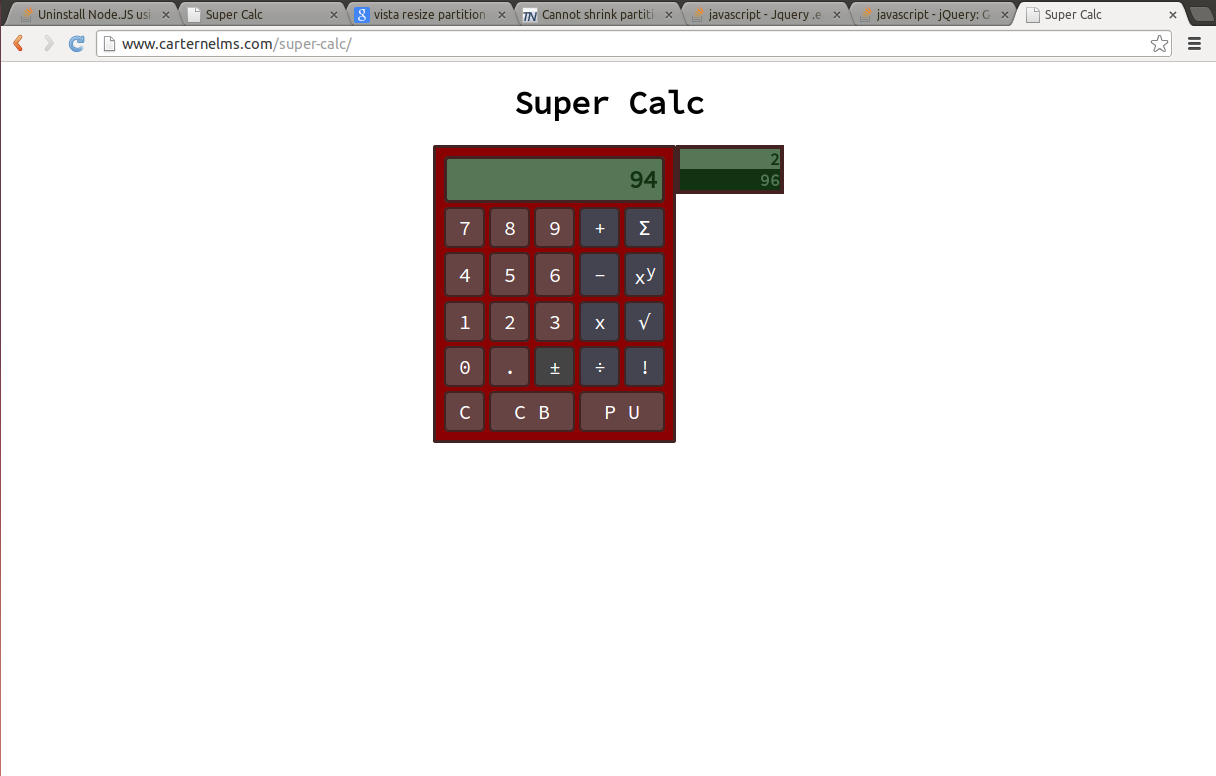 Uninstall Node.JS usi Super Calc vista resize partition Cannot shrink partiti javascript - Jquery .e javascript - jQuery: G Super Calc
www.carternelms.com/super-calc/
Super Calc
94
2
96
7 8 9 + Σ
4 5 6 − xʸ
1 2 3 x √
0 . ± ÷ !
C C B P U